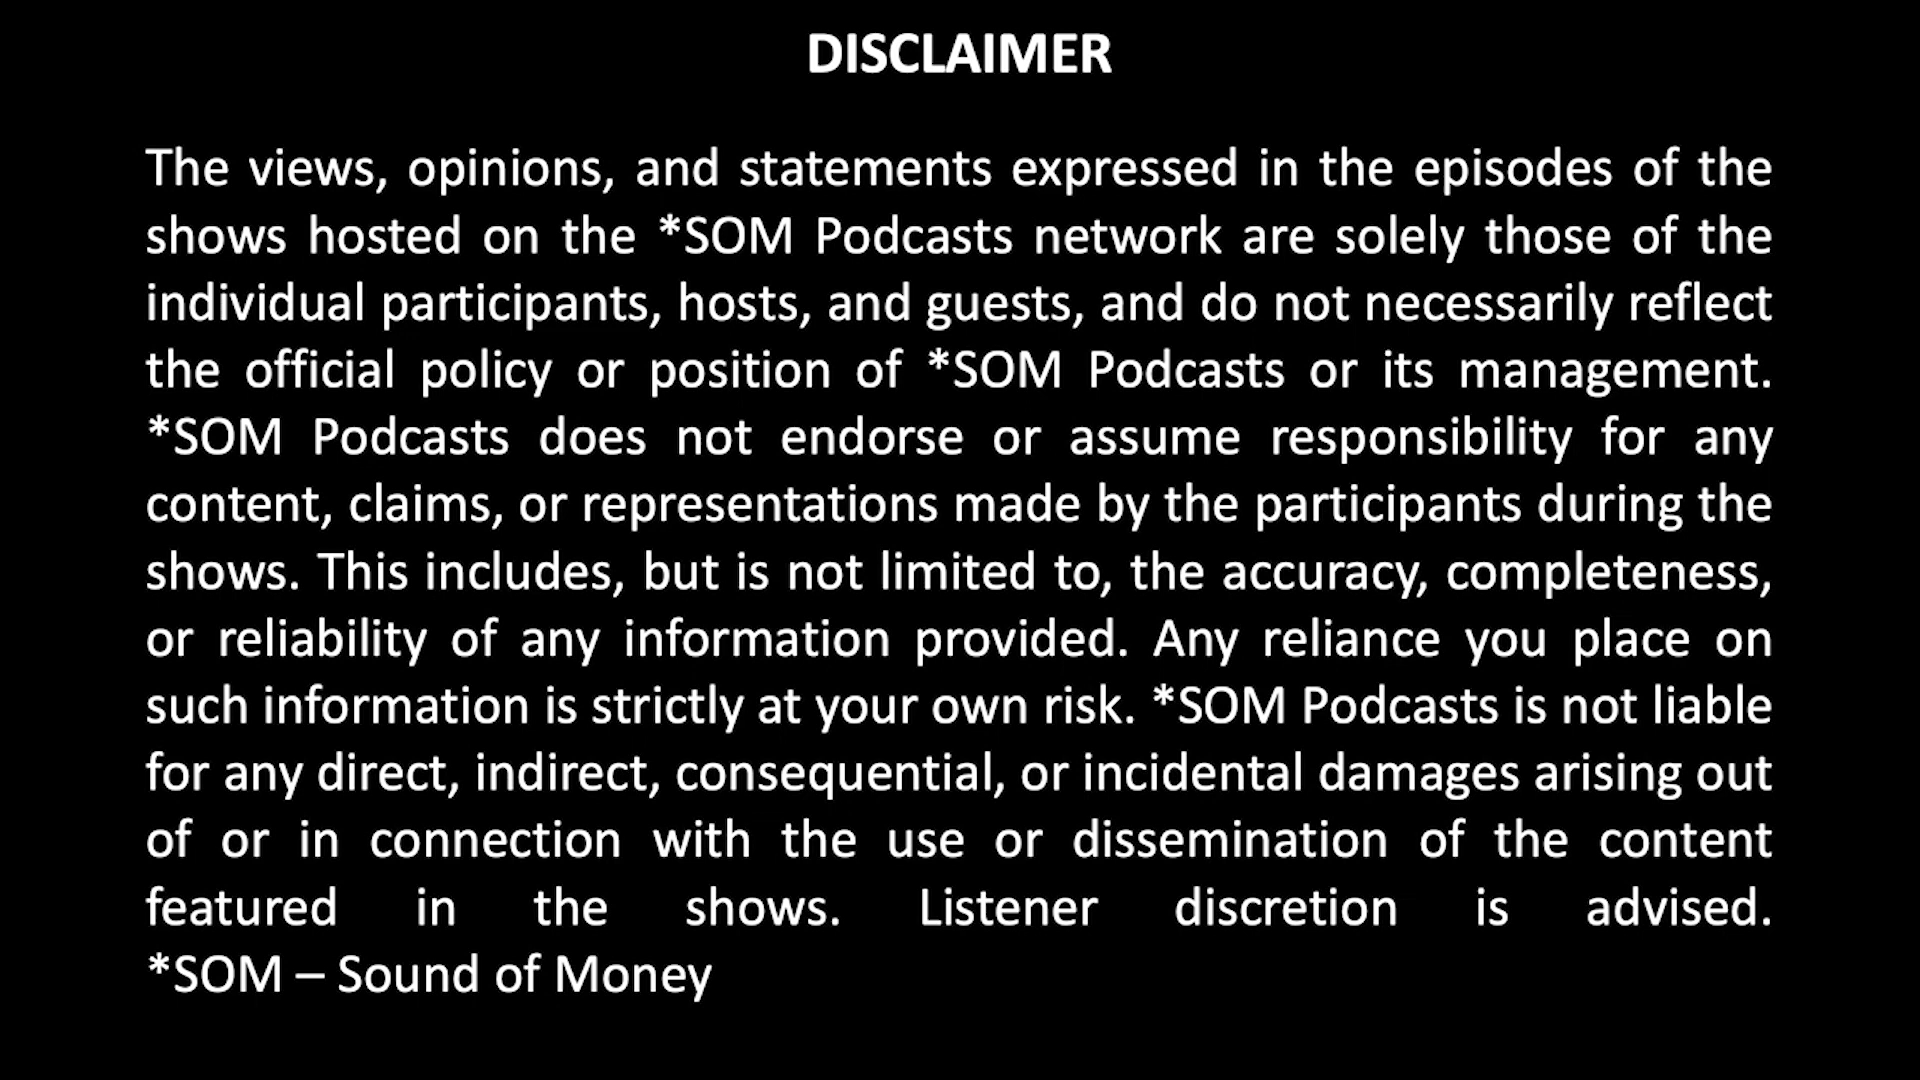 DISCLAIMER
The views, opinions, and statements expressed in the episodes of the
shows hosted on the *SOM Podcasts network are solely those of the
individual participants, hosts, and guests, and do not necessarily reflect
the official policy or position of *SOM Podcasts or its management.
*SOM Podcasts does not endorse or assume responsibility for any
content, claims, or representations made by the participants during the
shows. This includes, but is not limited to, the accuracy, completeness,
or reliability of any information provided. Any reliance you place on
such information is strictly at your own risk. *SOM Podcasts is not liable
for any direct, indirect, consequential, or incidental damages arising out
of or in connection with the use or dissemination of the content
featured in the shows. Listener discretion is advised.
*SOM – Sound of Money